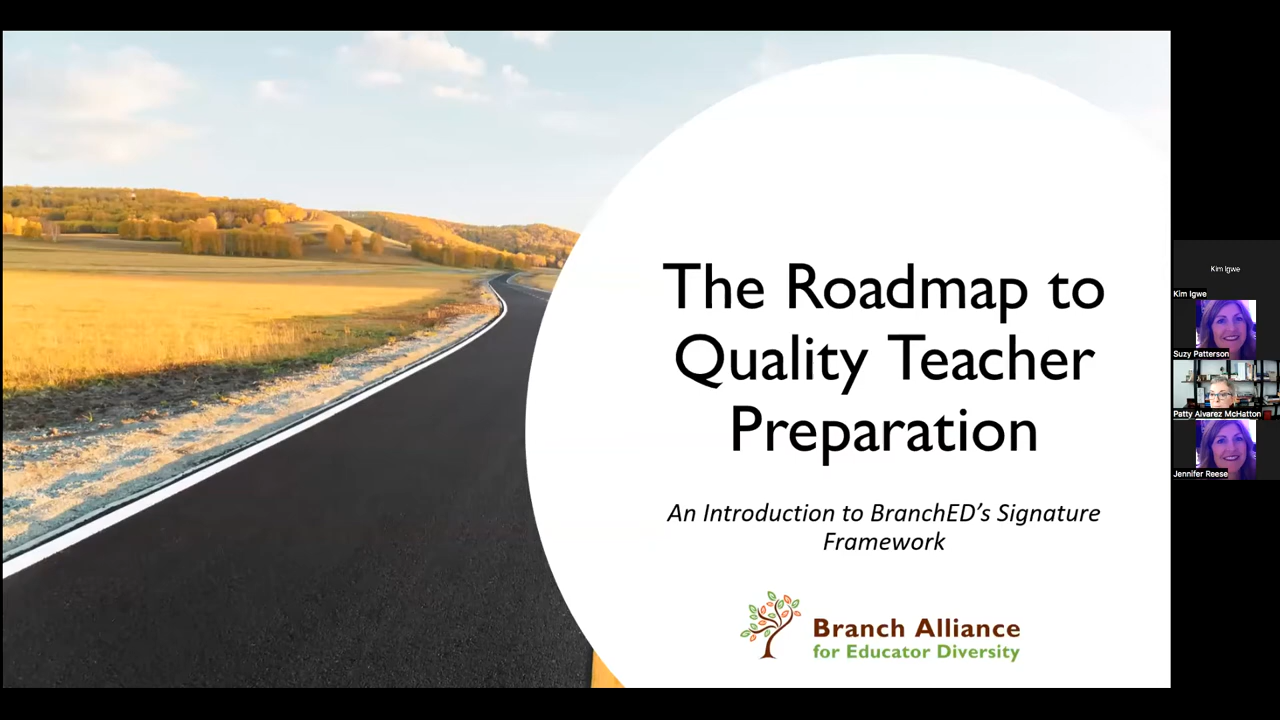 The Roadmap to
Quality Teacher
Preparation
An Introduction to BranchED’s Signature
Framework
Branch Alliance
for Educator Diversity
Kim Igwe
Kim Igwe
Suzy Patterson
Patty Alvarez McHatton
Jennifer Reese